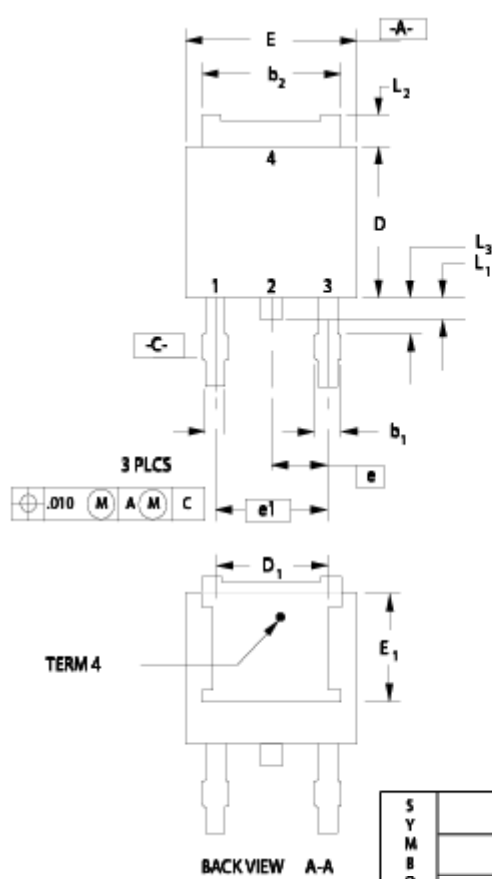 E
-A-
b2
L2
4
D
L3
L1
1 2 3
-C-
b1
3 PLCS
e
.010 M A M C
e1
D1
E1
TERM 4
BACK VIEW A-A
S
Y
M
B